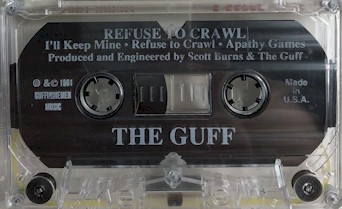 REFUSE TO CRAWL
I'll Keep Mine • Refuse to Crawl • Apathy Games
Produced and Engineered by Scott Burns & The Guff
℗ &© 1991
MUSIC
Made
in
U.S.A.
THE GUFF